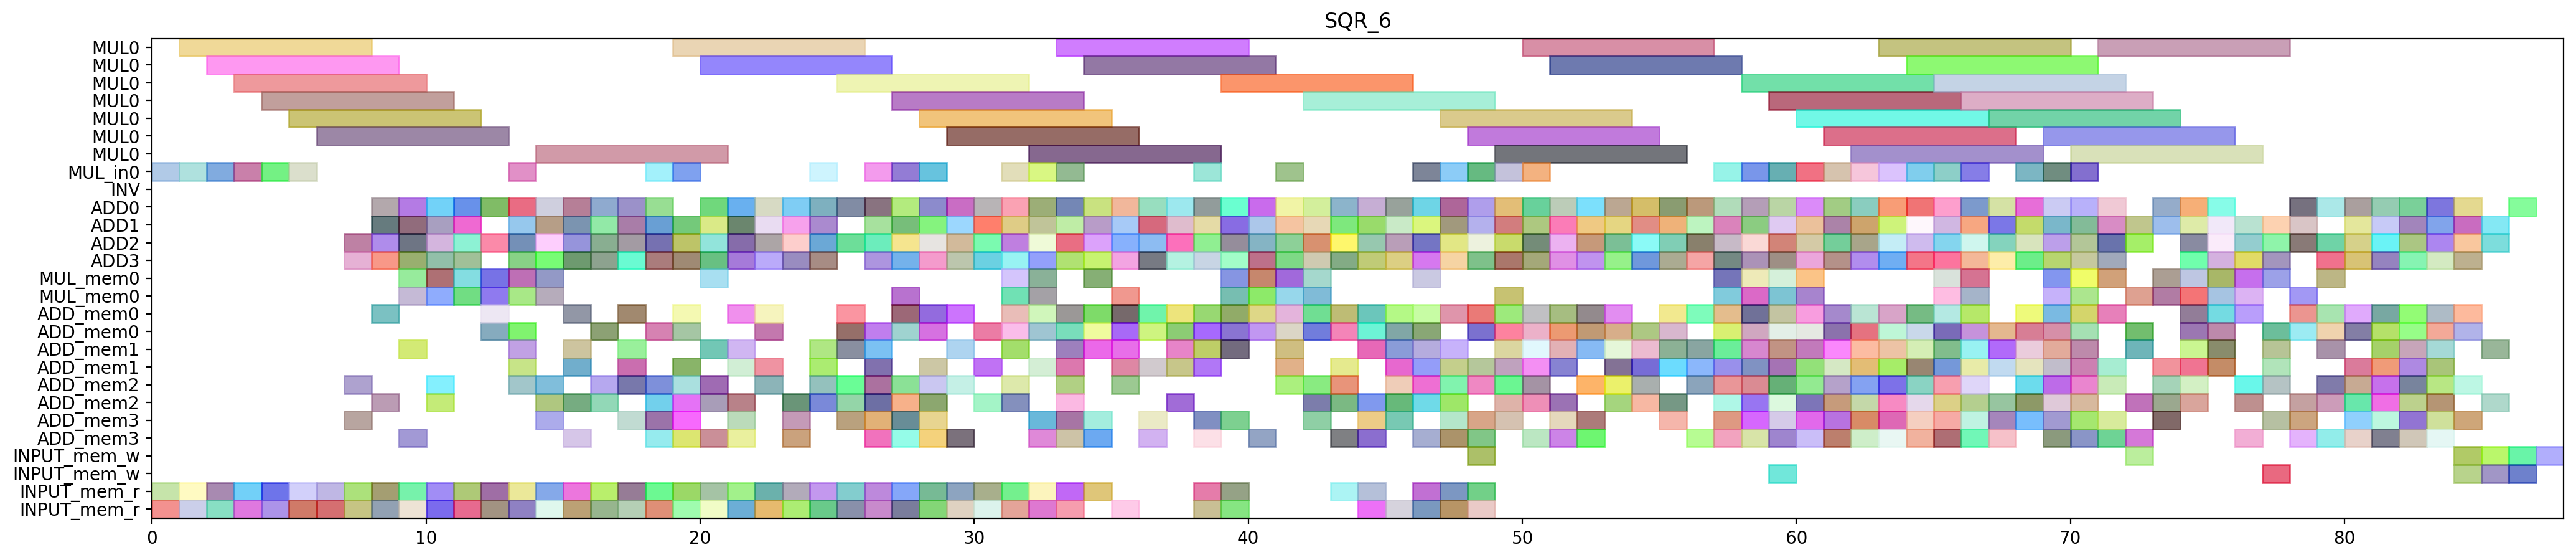 SQR_6
MUL0
MUL0
MUL0
MUL0
MUL0
MUL0
MUL0
MUL_in0
INV
ADD0
ADD1
ADD2
ADD3
MUL_mem0
MUL_mem0
ADD_mem0
ADD_mem0
ADD_mem1
ADD_mem1
ADD_mem2
ADD_mem2
ADD_mem3
ADD_mem3
INPUT_mem_w
INPUT_mem_w
INPUT_mem_r
INPUT_mem_r
0 10 20 30 40 50 60 70 80